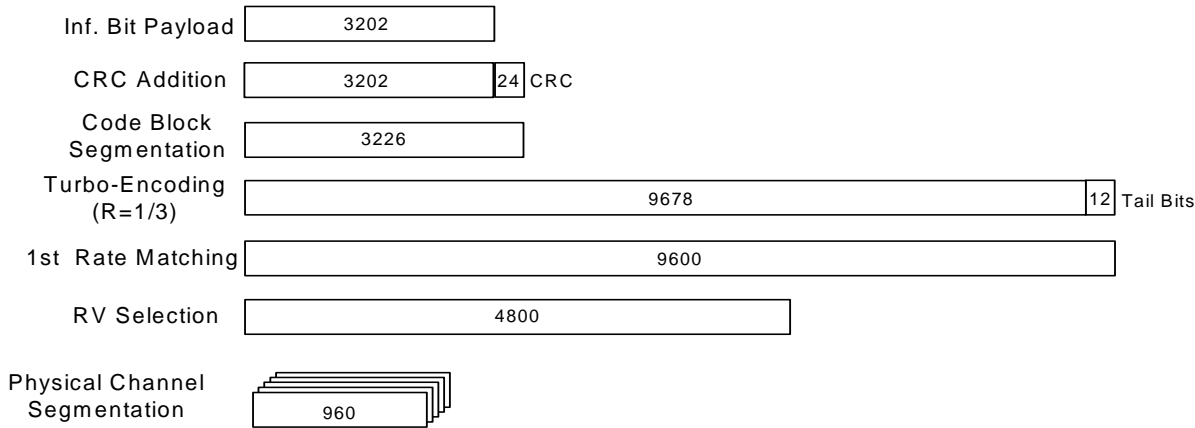 Inf. Bit Payload 3202
CRC Addition 3202 24 CRC
Code Block
Segmentation 3226
Turbo-Encoding
(R=1/3) 9678 12 Tail Bits
1st Rate Matching 9600
RV Selection 4800
Physical Channel
Segmentation 960